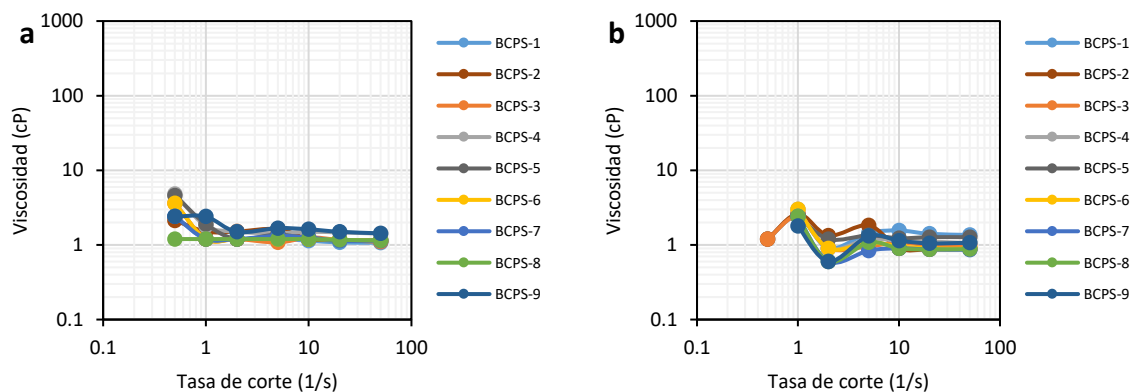 a
1000
100
10
1
0.1
0.1
1
10
100
Viscosidad (cP)
Tasa de corte (1/s)
BCPS-1
BCPS-2
BCPS-3
BCPS-4
BCPS-5
BCPS-6
BCPS-7
BCPS-8
BCPS-9
b
1000
100
10
1
0.1
0.1
1
10
100
Viscosidad (cP)
Tasa de corte (1/s)
BCPS-1
BCPS-2
BCPS-3
BCPS-4
BCPS-5
BCPS-6
BCPS-7
BCPS-8
BCPS-9